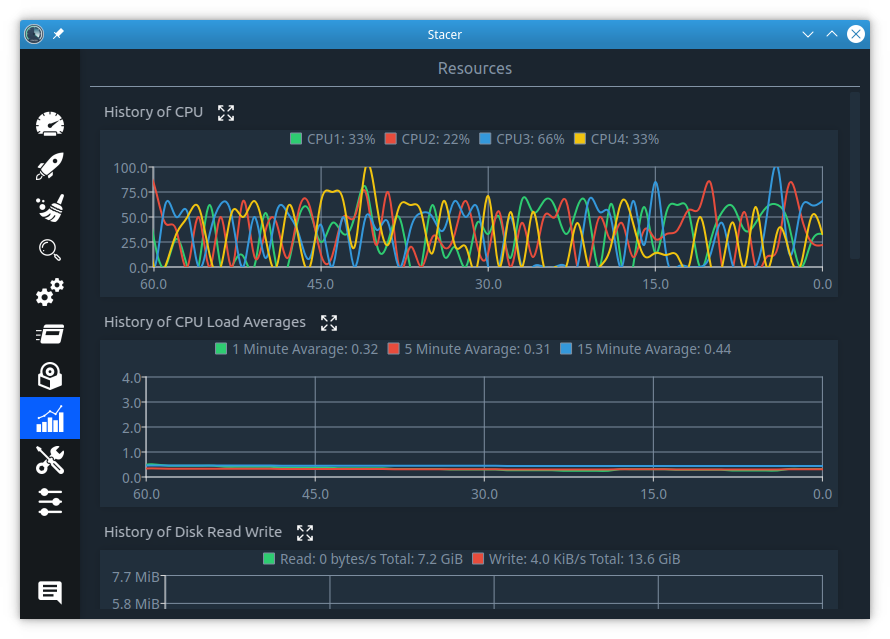 Stacer
Resources
History of CPU
CPU1: 33% CPU2: 22% CPU3: 66% CPU4: 33%
100.0
75.0
50.0
25.0
0.0
60.0 45.0 30.0 15.0 0.0
History of CPU Load Averages
1 Minute Avarage: 0.32 5 Minute Avarage: 0.31 15 Minute Avarage: 0.44
4.0
3.0
2.0
1.0
0.0
60.0 45.0 30.0 15.0 0.0
History of Disk Read Write
Read: 0 bytes/s Total: 7.2 GiB Write: 4.0 KiB/s Total: 13.6 GiB
7.7 MiB
5.8 MiB